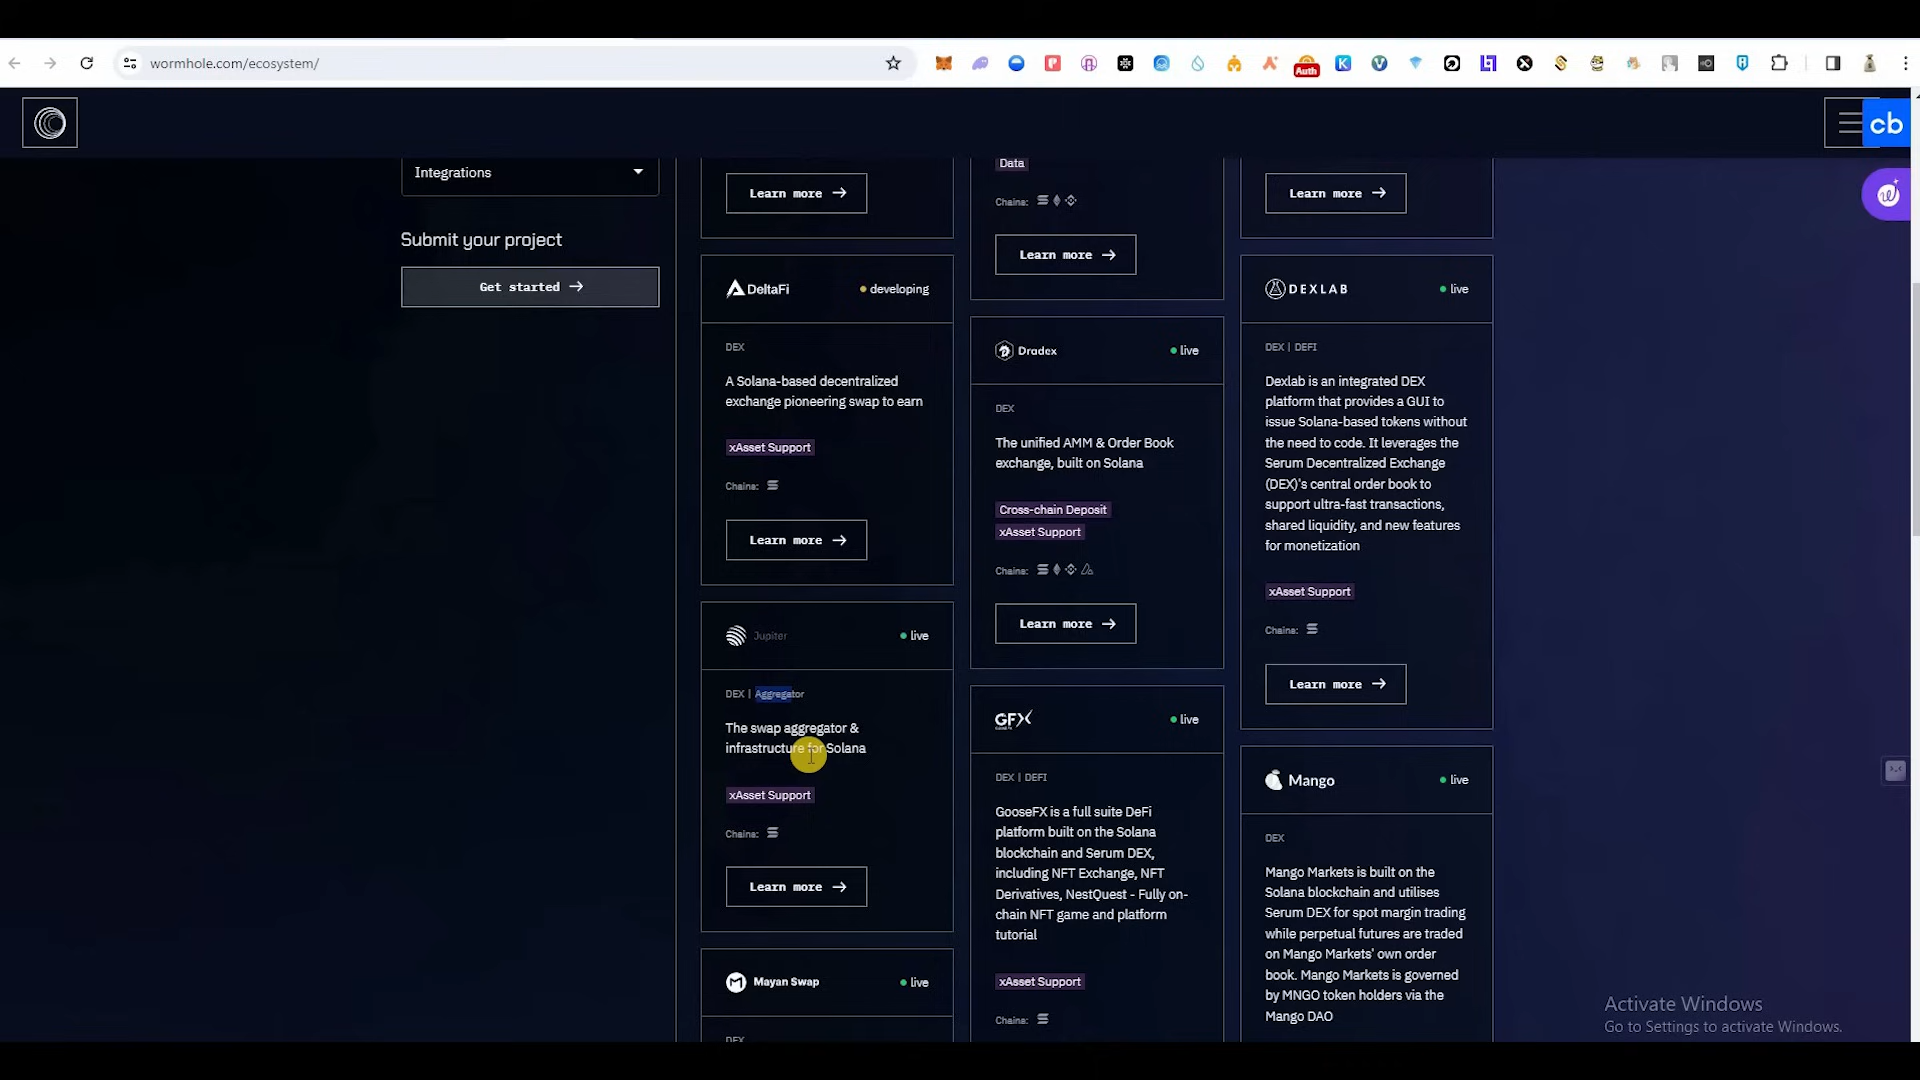 wormhole.com/ecosystem/
Auth
cb
Integrations
Submit your project
Get started →
Learn more →
Data
Chains:
Learn more →
Learn more →
DeltaFi
developing
DEX
A Solana-based decentralized
exchange pioneering swap to earn
xAsset Support
Chains:
Learn more →
Jupiter
live
DEX | Aggregator
The swap aggregator &
infrastructure for Solana
xAsset Support
Chains:
Learn more →
Mayan Swap
live
DEX
Dradex
live
DEX
The unified AMM & Order Book
exchange, built on Solana
Cross-chain Deposit
xAsset Support
Chains:
Learn more →
GFX
live
DEX | DEFI
GooseFX is a full suite DeFi
platform built on the Solana
blockchain and Serum DEX,
including NFT Exchange, NFT
Derivatives, NestQuest - Fully on-
chain NFT game and platform
tutorial
xAsset Support
Chains:
DEXLAB
live
DEX | DEFI
Dexlab is an integrated DEX
platform that provides a GUI to
issue Solana-based tokens without
the need to code. It leverages the
Serum Decentralized Exchange
(DEX)'s central order book to
support ultra-fast transactions,
shared liquidity, and new features
for monetization
xAsset Support
Chains:
Learn more →
Mango
live
DEX
Mango Markets is built on the
Solana blockchain and utilises
Serum DEX for spot margin trading
while perpetual futures are traded
on Mango Markets' own order
book. Mango Markets is governed
by MNGO token holders via the
Mango DAO
Activate Windows
Go to Settings to activate Windows.